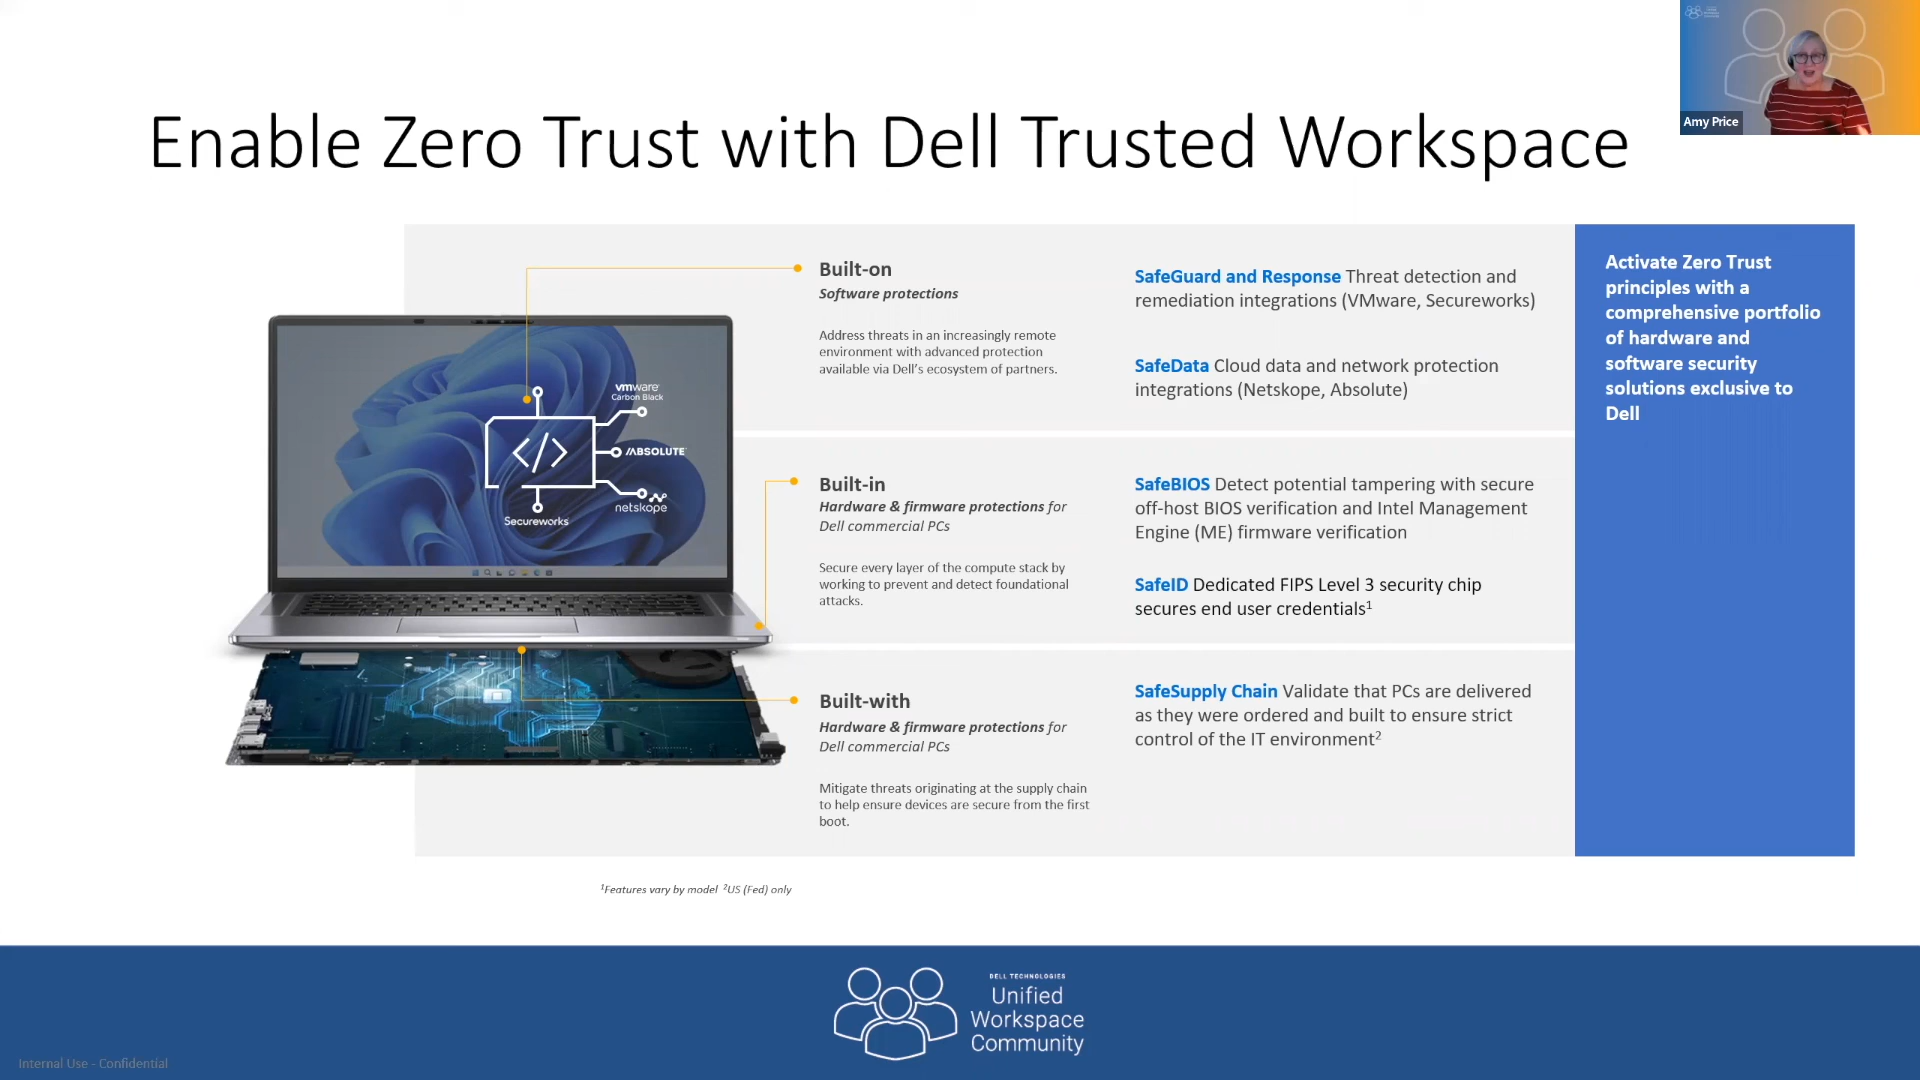 Amy Price
Enable Zero Trust with Dell Trusted Workspace
Built-on
Software protections
Address threats in an increasingly remote
environment with advanced protection
available via Dell's ecosystem of partners.
SafeGuard and Response Threat detection and
remediation integrations (VMware, Secureworks)
SafeData Cloud data and network protection
integrations (Netskope, Absolute)
Activate Zero Trust
principles with a
comprehensive portfolio
of hardware and
software security
solutions exclusive to
Dell
vmware
Carbon Black
</>
/ABSOLUTE
netskope
Secureworks
Built-in
Hardware & firmware protections for
Dell commercial PCs
Secure every layer of the compute stack by
working to prevent and detect foundational
attacks.
SafeBIOS Detect potential tampering with secure
off-host BIOS verification and Intel Management
Engine (ME) firmware verification
SafeID Dedicated FIPS Level 3 security chip
secures end user credentials¹
Built-with
Hardware & firmware protections for
Dell commercial PCs
Mitigate threats originating at the supply chain
to help ensure devices are secure from the first
boot.
SafeSupply Chain Validate that PCs are delivered
as they were ordered and built to ensure strict
control of the IT environment²
¹Features vary by model ²US (Fed) only
DELL TECHNOLOGIES
Unified
Workspace
Community
Internal Use - Confidential